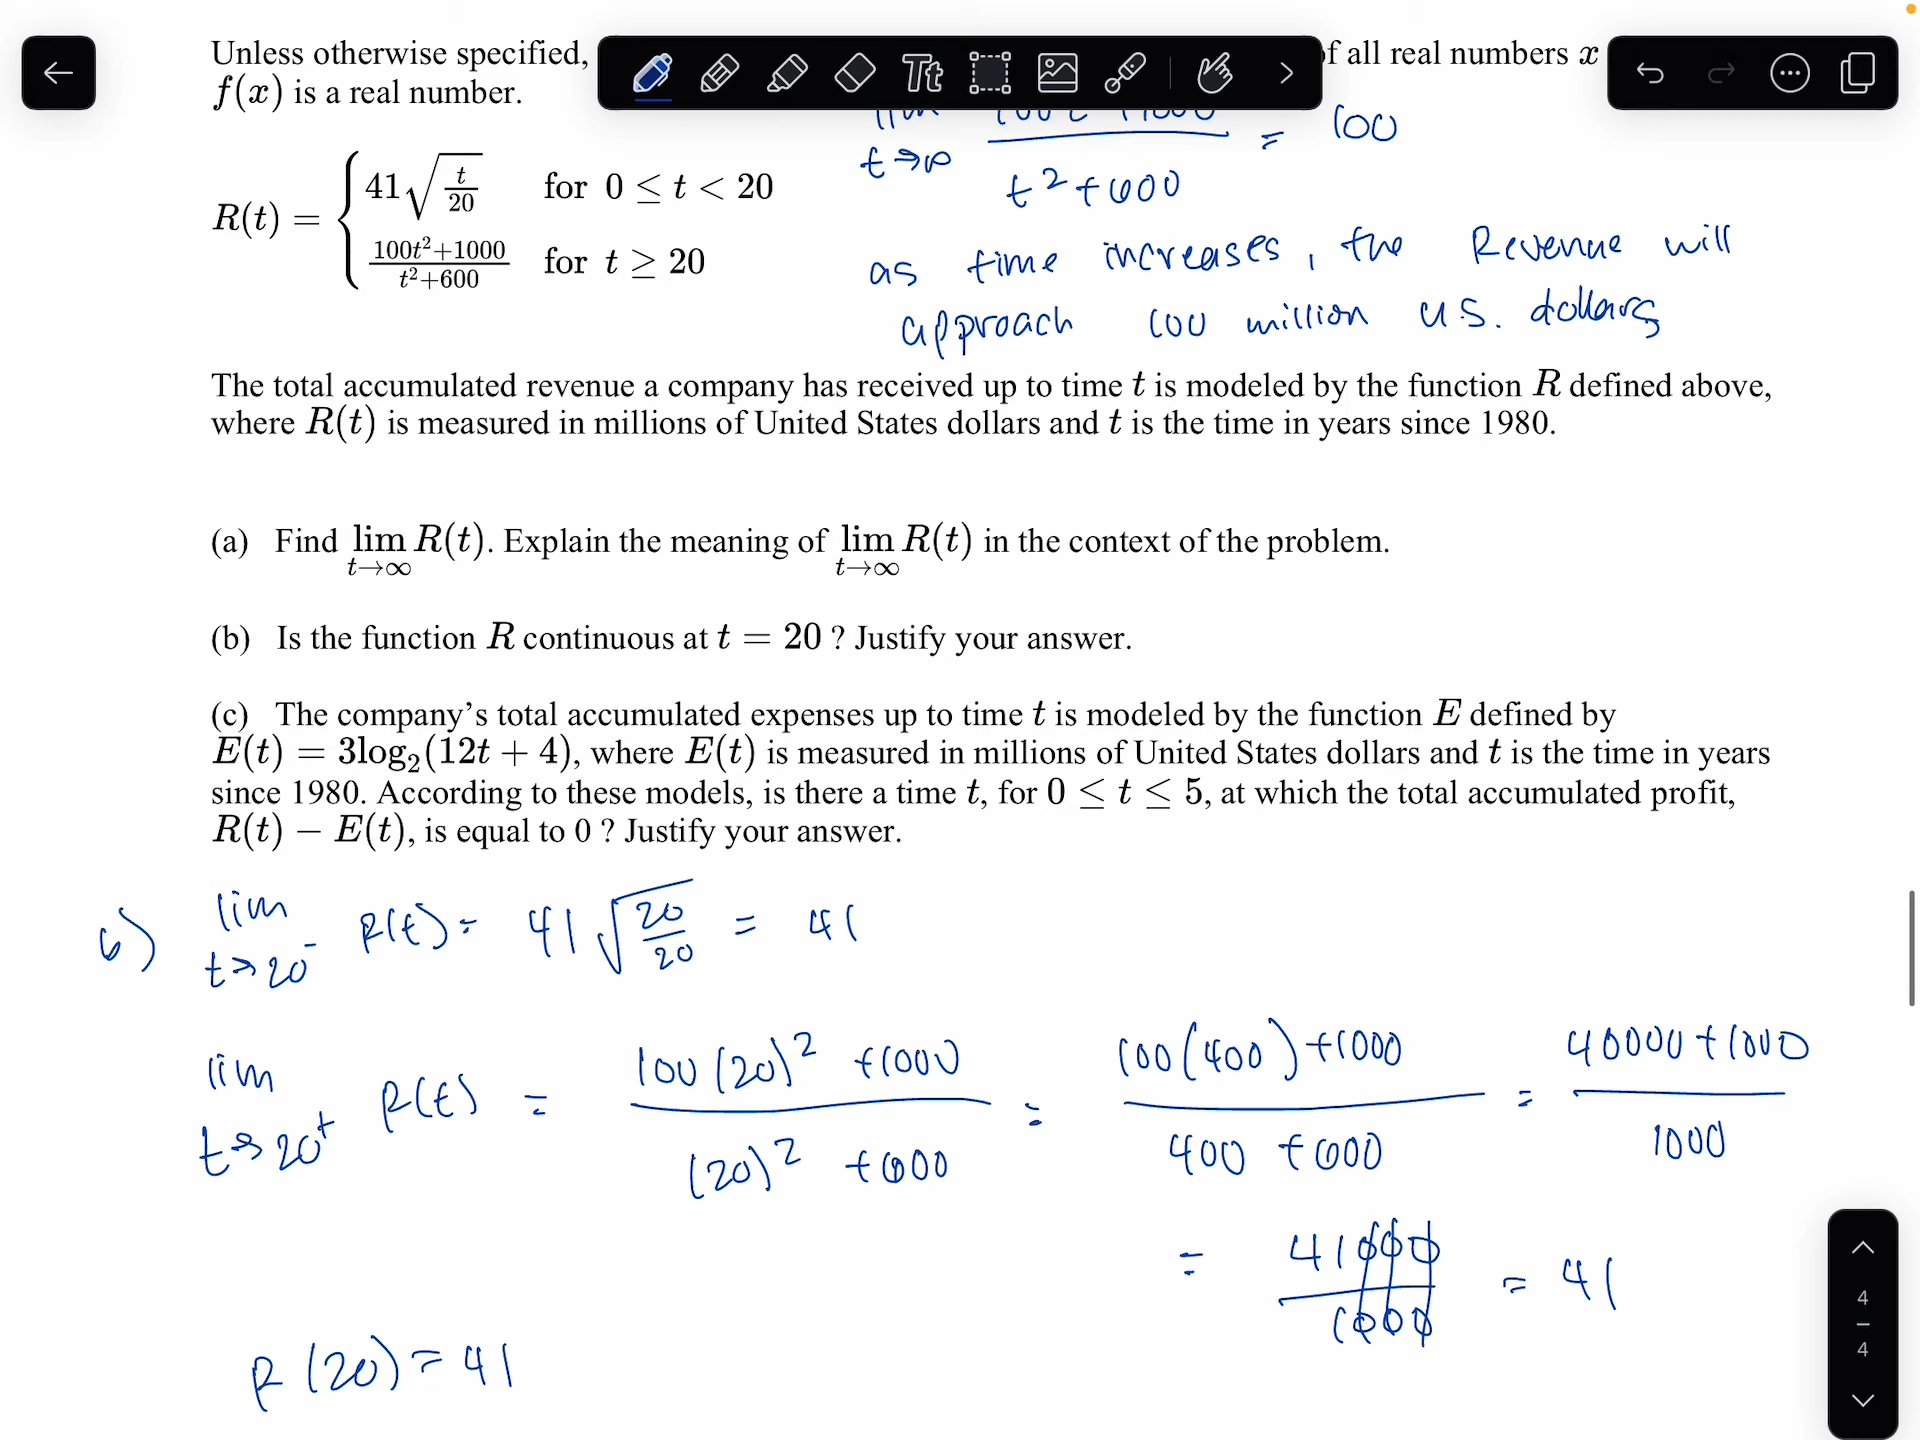 Unless otherwise specified, f all real numbers x
f(x) is a real number.
Tt
lim 100t² + 1000 = 100
t→∞ t² + 600
R(t) = { 41√(t/20) for 0 ≤ t < 20
(100t²+1000)/(t²+600) for t ≥ 20
as time increases, the Revenue will
approach 100 million U.S. dollars
The total accumulated revenue a company has received up to time t is modeled by the function R defined above,
where R(t) is measured in millions of United States dollars and t is the time in years since 1980.
(a) Find lim t→∞ R(t). Explain the meaning of lim t→∞ R(t) in the context of the problem.
(b) Is the function R continuous at t = 20 ? Justify your answer.
(c) The company's total accumulated expenses up to time t is modeled by the function E defined by
E(t) = 3log₂(12t + 4), where E(t) is measured in millions of United States dollars and t is the time in years
since 1980. According to these models, is there a time t, for 0 ≤ t ≤ 5, at which the total accumulated profit,
R(t) − E(t), is equal to 0 ? Justify your answer.
b) lim t→20⁻ R(t) = 41√(20/20) = 41
lim t→20⁺ R(t) = (100(20)² + 1000)/((20)² + 600) = (100(400) + 1000)/(400 + 600) = (40000 + 1000)/1000
= 41000/1000 = 41
R(20) = 41
4
4